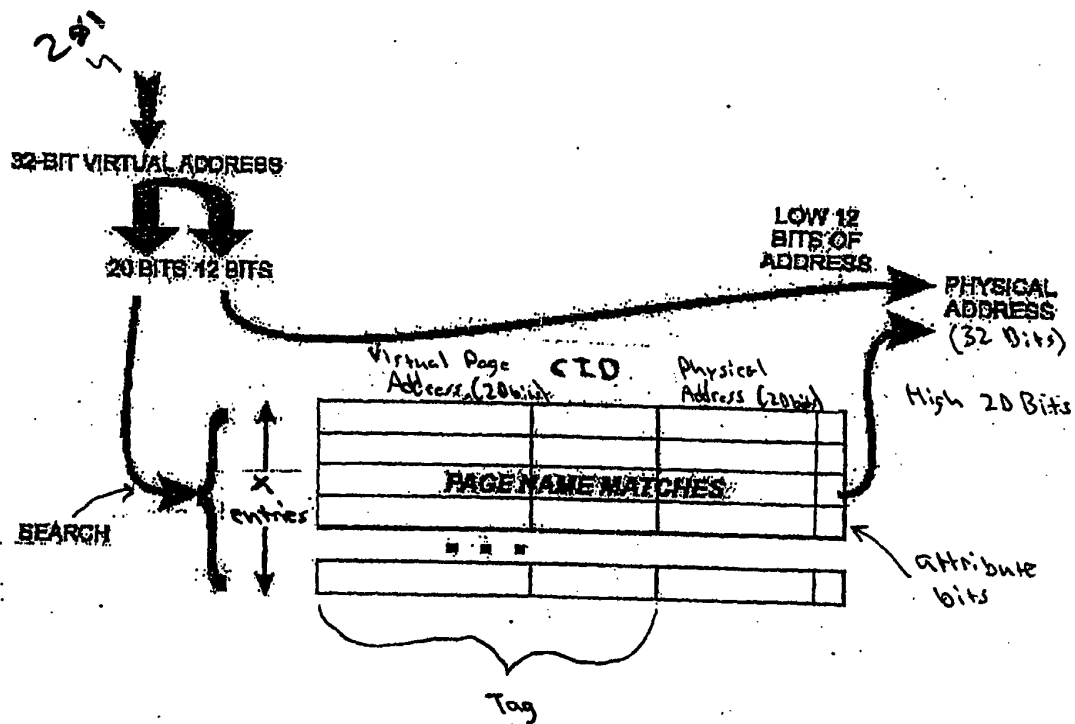 201
32-BIT VIRTUAL ADDRESS
20 BITS 12 BITS
LOW 12
BITS OF
ADDRESS
PHYSICAL
ADDRESS
(32 Bits)
High 20 Bits
Virtual Page
Address (20 bits)
CID
Physical
Address (20 bits)
SEARCH
X
entries
PAGE NAME MATCHES
attribute
bits
Tag